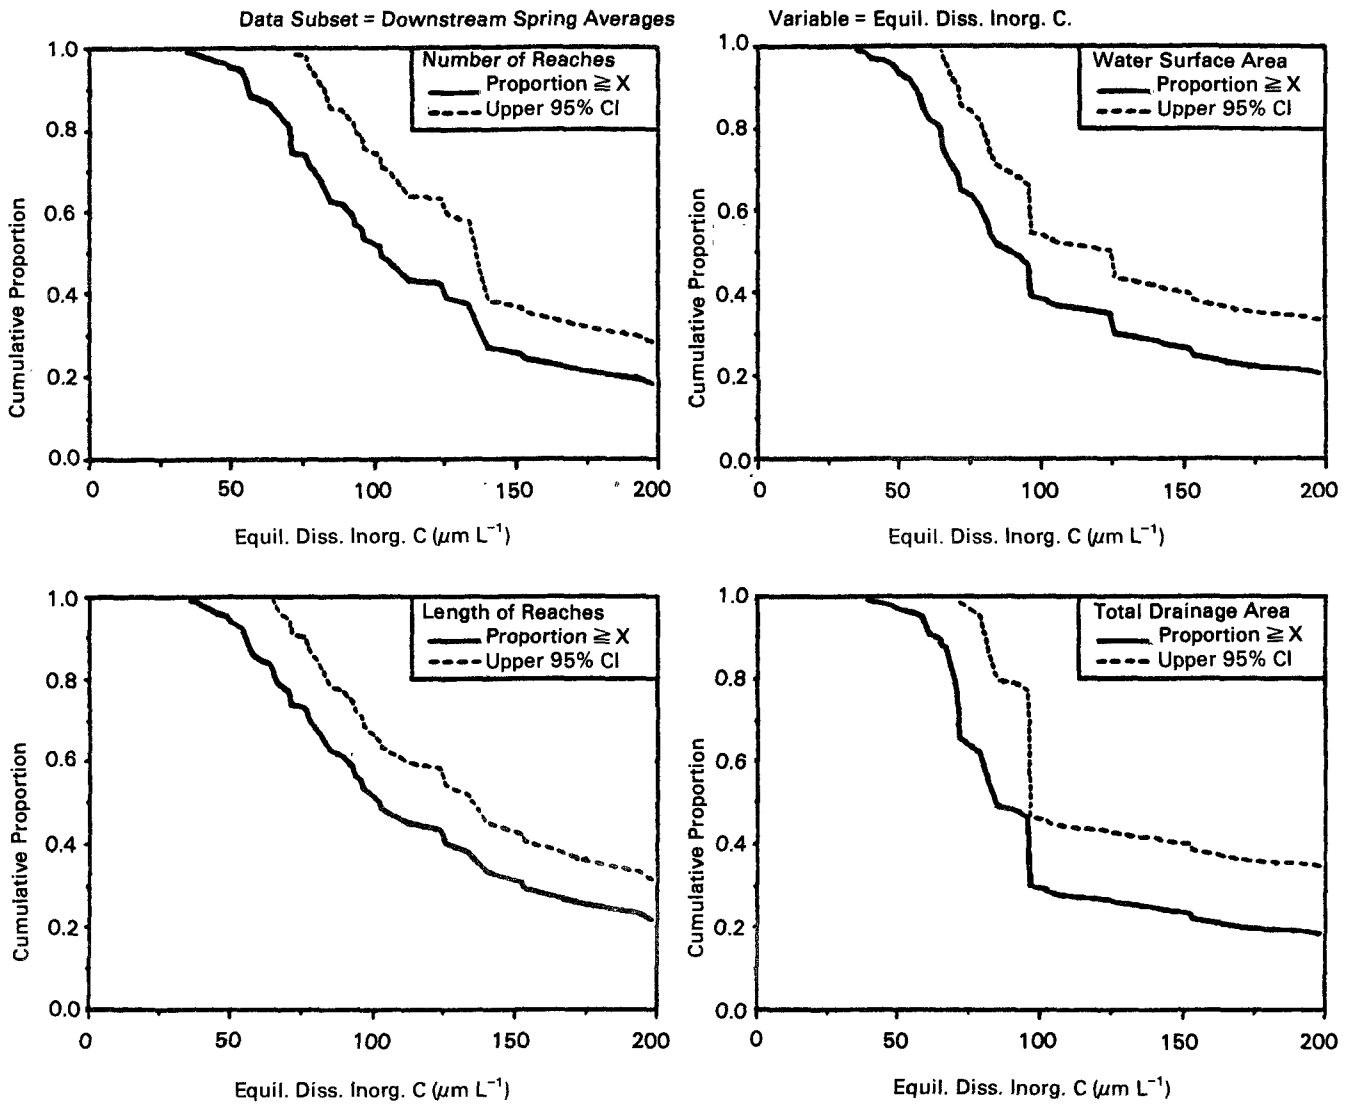 Data Subset = Downstream Spring Averages Variable = Equil. Diss. Inorg. C.
Number of Reaches
Proportion ≧ X
Upper 95% CI
1.0
0.8
0.6
0.4
0.2
0.0
Cumulative Proportion
0 50 100 150 200
Equil. Diss. Inorg. C (μm L⁻¹)
Water Surface Area
Proportion ≧ X
Upper 95% CI
1.0
0.8
0.6
0.4
0.2
0.0
Cumulative Proportion
0 50 100 150 200
Equil. Diss. Inorg. C (μm L⁻¹)
Length of Reaches
Proportion ≧ X
Upper 95% CI
1.0
0.8
0.6
0.4
0.2
0.0
Cumulative Proportion
0 50 100 150 200
Equil. Diss. Inorg. C (μm L⁻¹)
Total Drainage Area
Proportion ≧ X
Upper 95% CI
1.0
0.8
0.6
0.4
0.2
0.0
Cumulative Proportion
0 50 100 150 200
Equil. Diss. Inorg. C (μm L⁻¹)